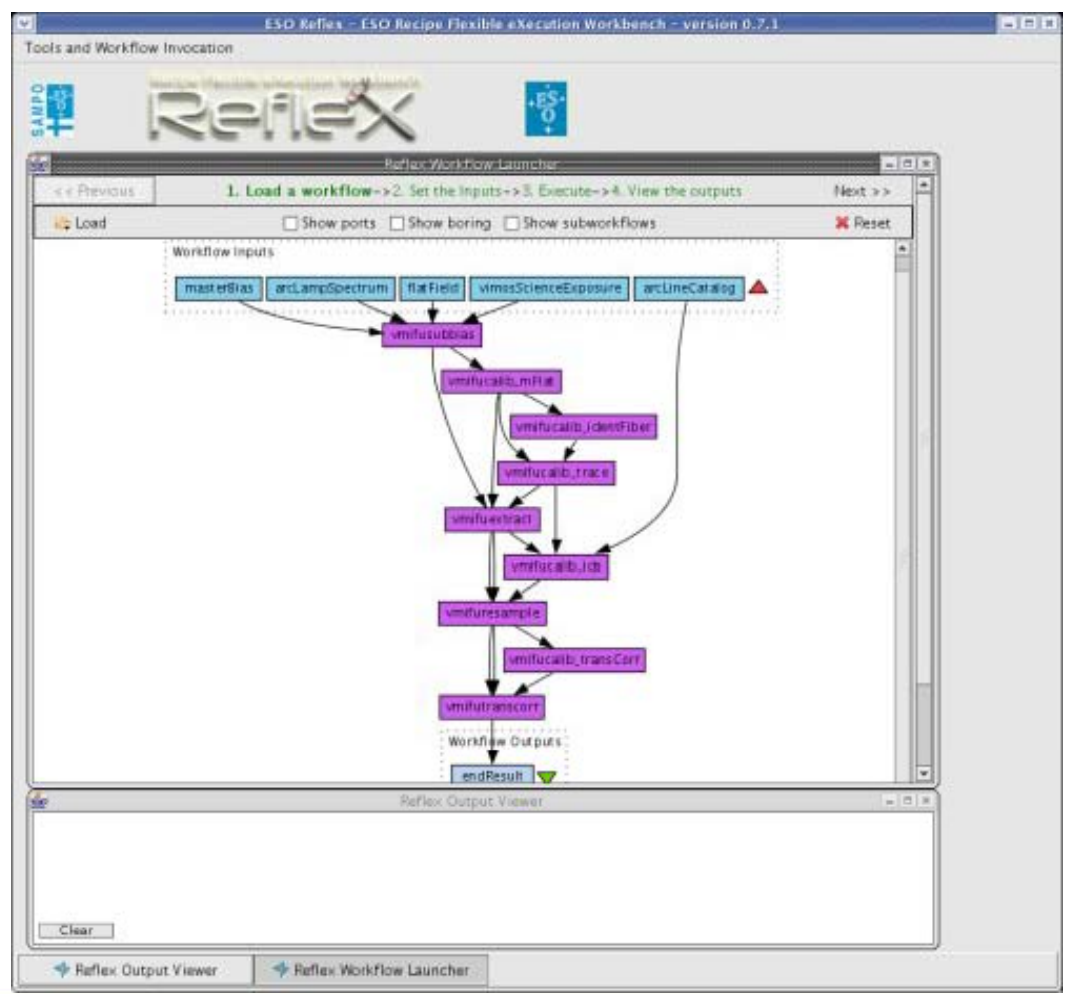 ESO Reflex - ESO Recipe Flexible eXecution Workbench - version 0.7.1
Tools and Workflow Invocation
SAMPO
Reflex
ESO
Reflex Workflow Launcher
<< Previous 1. Load a workflow->2. Set the Inputs->3. Execute->4. View the outputs Next >>
Load Show ports Show boring Show subworkflows Reset
Workflow Inputs
masterBias arcLampSpectrum flatField vimosScienceExposure arcLineCatalog
vmifusubbias
vmifucalib_mFlat
vmifucalib_identFiber
vmifucalib_trace
vmifuextract
vmifucalib_idb
vmifuresample
vmifucalib_transCorr
vmifutranscorr
Workflow Outputs
endResult
Reflex Output Viewer
Clear
Reflex Output Viewer Reflex Workflow Launcher